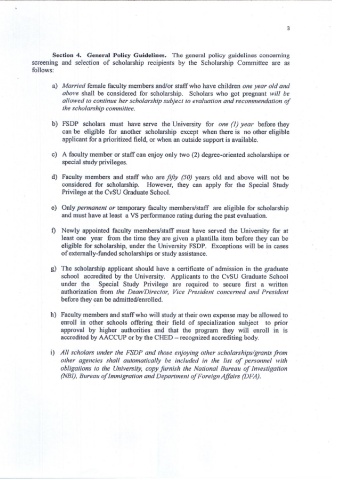 3
Section 4. General Policy Guidelines. The general policy guidelines concerning
screening and selection of scholarship recipients by the Scholarship Committee are as
follows:
a) Married female faculty members and/or staff who have children one year old and
above shall be considered for scholarship. Scholars who got pregnant will be
allowed to continue her scholarship subject to evaluation and recommendation of
the scholarship committee.
b) FSDP scholars must have serve the University for one (1) year before they
can be eligible for another scholarship except when there is no other eligible
applicant for a prioritized field, or when an outside support is available.
c) A faculty member or staff can enjoy only two (2) degree-oriented scholarships or
special study privileges.
d) Faculty members and staff who are fifty (50) years old and above will not be
considered for scholarship. However, they can apply for the Special Study
Privilege at the CvSU Graduate School.
e) Only permanent or temporary faculty members/staff are eligible for scholarship
and must have at least a VS performance rating during the past evaluation.
f) Newly appointed faculty members/staff must have served the University for at
least one year from the time they are given a plantilla item before they can be
eligible for scholarship, under the University FSDP. Exceptions will be in cases
of externally-funded scholarships or study assistance.
g) The scholarship applicant should have a certificate of admission in the graduate
school accredited by the University. Applicants to the CvSU Graduate School
under the Special Study Privilege are required to secure first a written
authorization from the Dean/Director, Vice President concerned and President
before they can be admitted/enrolled.
h) Faculty members and staff who will study at their own expense may be allowed to
enroll in other schools offering their field of specialization subject to prior
approval by higher authorities and that the program they will enroll in is
accredited by AACCUP or by the CHED – recognized accrediting body.
i) All scholars under the FSDP and those enjoying other scholarships/grants from
other agencies shall automatically be included in the list of personnel with
obligations to the University, copy furnish the National Bureau of Investigation
(NBI), Bureau of Immigration and Department of Foreign Affairs (DFA).